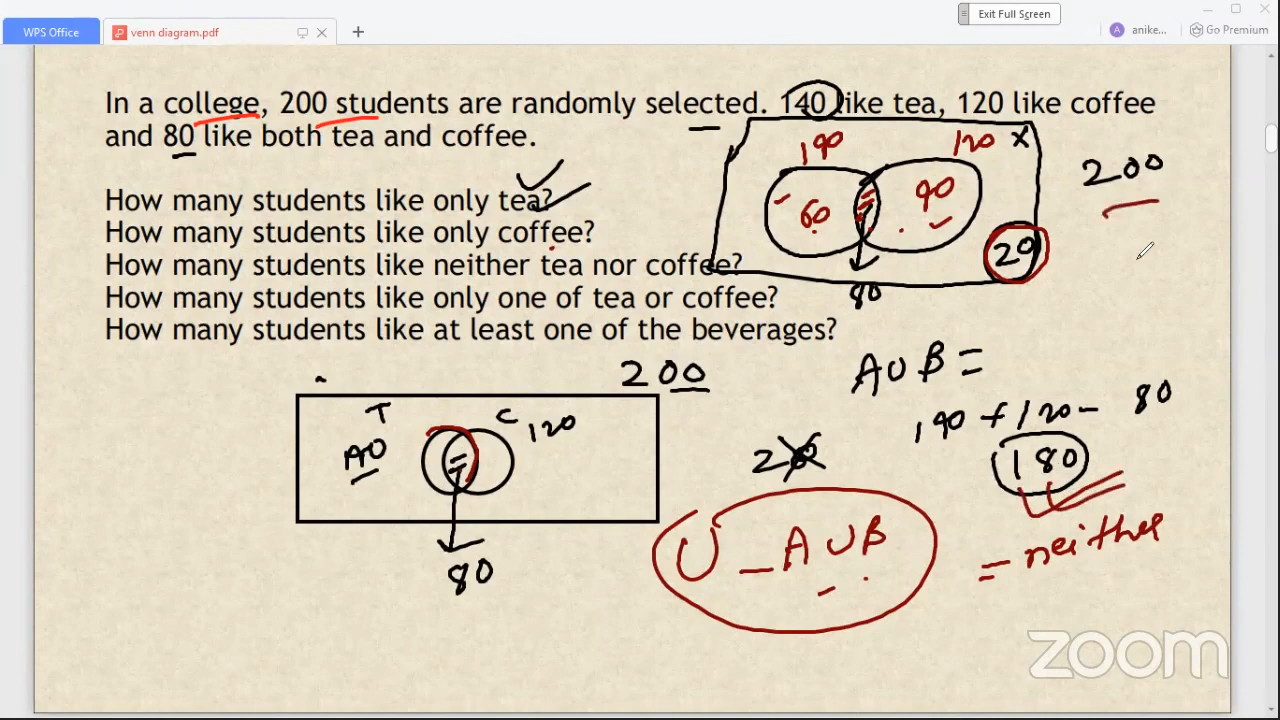 Exit Full Screen
WPS Office
venn diagram.pdf
anike...
Go Premium
In a college, 200 students are randomly selected. 140 like tea, 120 like coffee
and 80 like both tea and coffee.
How many students like only tea?
How many students like only coffee?
How many students like neither tea nor coffee?
How many students like only one of tea or coffee?
How many students like at least one of the beverages?
140
120
X
200
60
40
20
80
200
T
C
120
80
A∪B=
140 + 120 - 80
180
20
U - A∪B
= neither
zoom